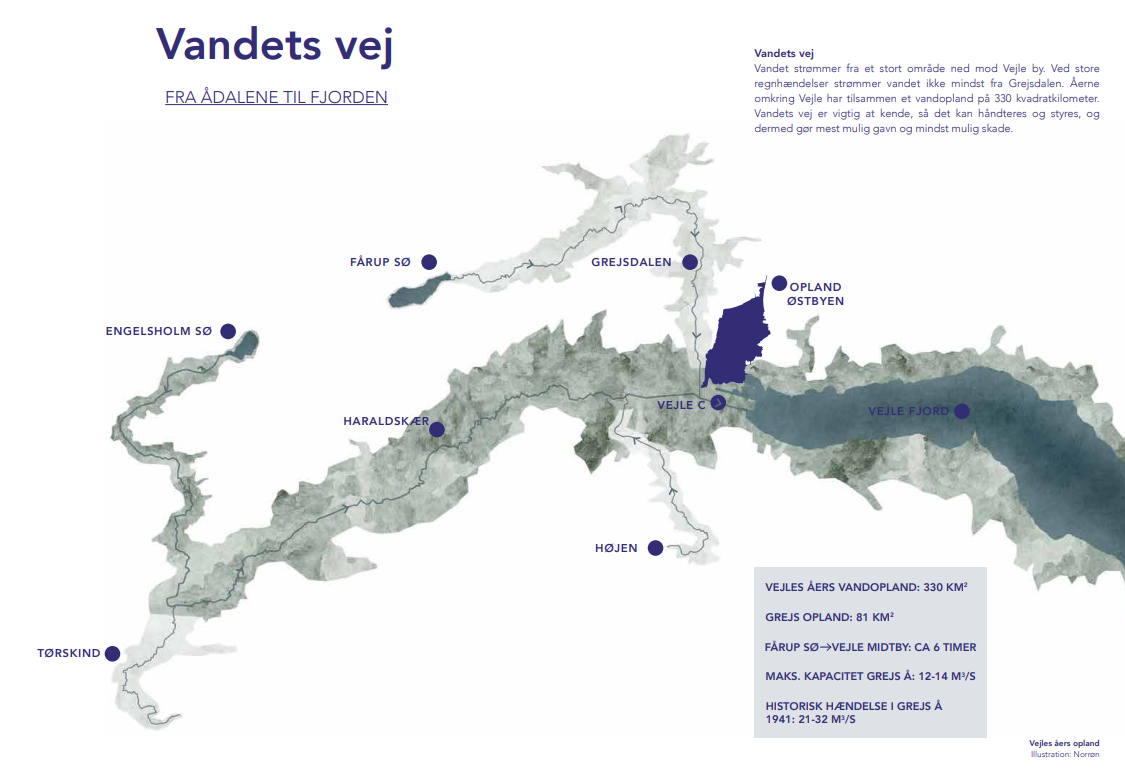 Vandets vej
FRA ÅDALENE TIL FJORDEN
Vandets vej
Vandet strømmer fra et stort område ned mod Vejle by. Ved store
regnhændelser strømmer vandet ikke mindst fra Grejsdalen. Åerne
omkring Vejle har tilsammen et vandopland på 330 kvadratkilometer.
Vandets vej er vigtig at kende, så det kan håndteres og styres, og
dermed gør mest mulig gavn og mindst mulig skade.
FÅRUP SØ
GREJSDALEN
OPLAND
ØSTBYEN
ENGELSHOLM SØ
HARALDSKÆR
VEJLE C
VEJLE FJORD
HØJEN
TØRSKIND
VEJLES ÅERS VANDOPLAND: 330 KM²
GREJS OPLAND: 81 KM²
FÅRUP SØ→VEJLE MIDTBY: CA 6 TIMER
MAKS. KAPACITET GREJS Å: 12-14 M³/S
HISTORISK HÆNDELSE I GREJS Å
1941: 21-32 M³/S
Vejles åers opland
Illustration: Norrøn